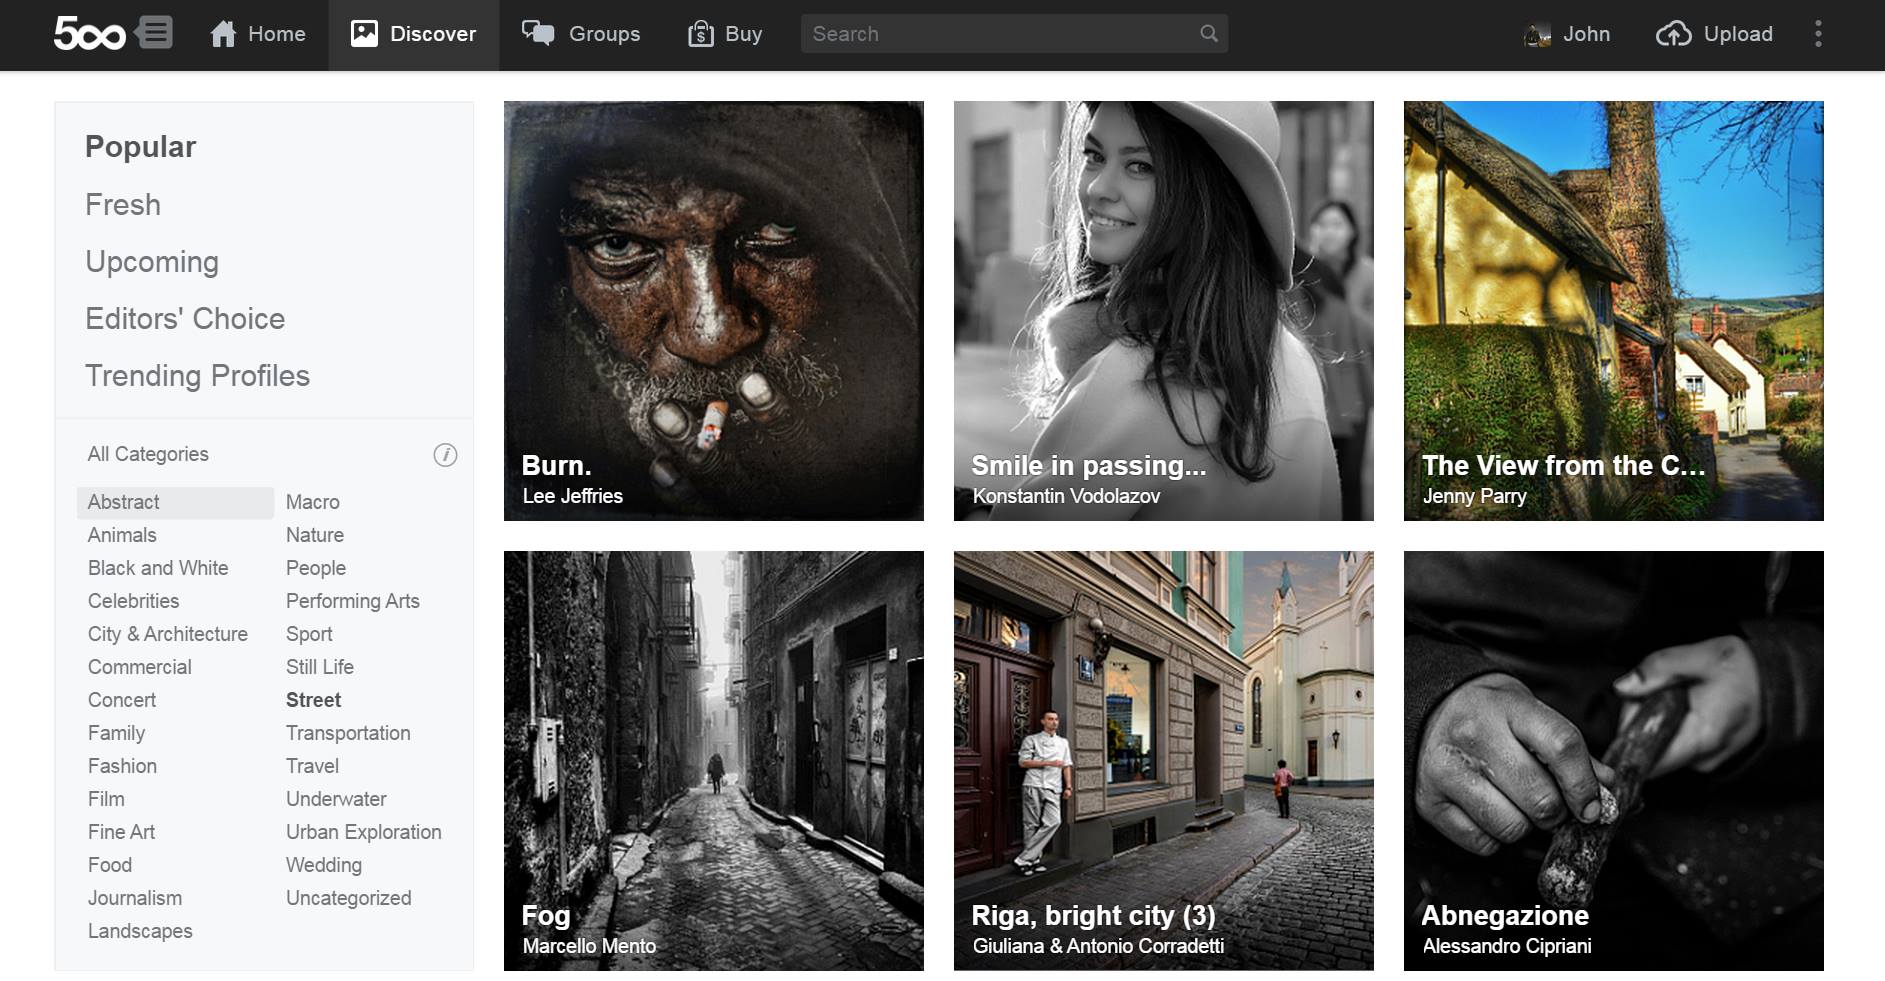 500
Home
Discover
Groups
Buy
Search
John
Upload
Popular
Fresh
Upcoming
Editors' Choice
Trending Profiles
All Categories
Abstract
Animals
Black and White
Celebrities
City & Architecture
Commercial
Concert
Family
Fashion
Film
Fine Art
Food
Journalism
Landscapes
Macro
Nature
People
Performing Arts
Sport
Still Life
Street
Transportation
Travel
Underwater
Urban Exploration
Wedding
Uncategorized
Burn.
Lee Jeffries
Smile in passing...
Konstantin Vodolazov
The View from the C...
Jenny Parry
Fog
Marcello Mento
Riga, bright city (3)
Giuliana & Antonio Corradetti
Abnegazione
Alessandro Cipriani